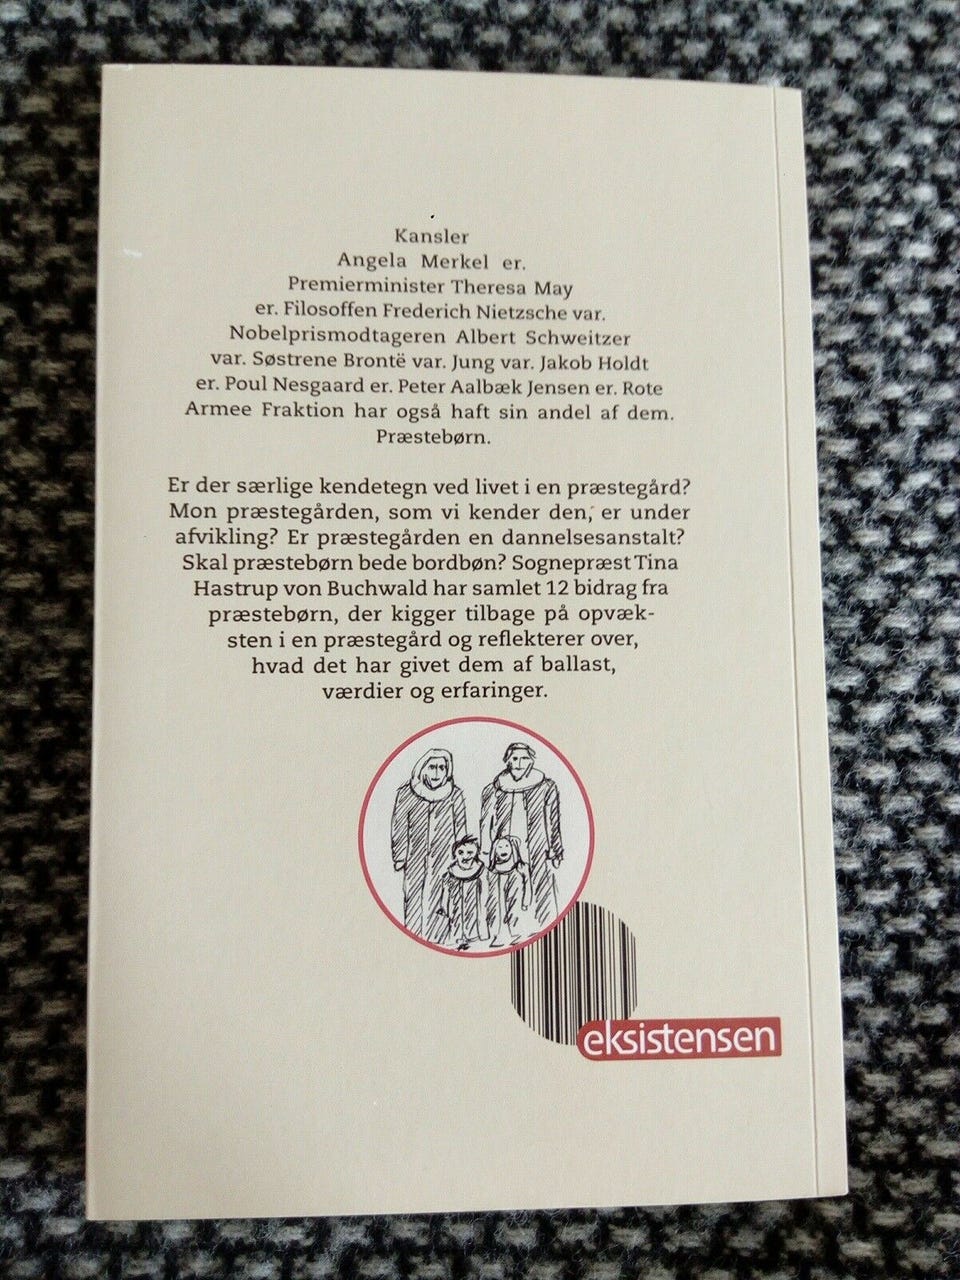 Kansler
Angela Merkel er.
Premierminister Theresa May
er. Filosoffen Frederich Nietzsche var.
Nobelprismodtageren Albert Schweitzer
var. Søstrene Brontë var. Jung var. Jakob Holdt
er. Poul Nesgaard er. Peter Aalbæk Jensen er. Rote
Armee Fraktion har også haft sin andel af dem.
Præstebørn.
Er der særlige kendetegn ved livet i en præstegård?
Mon præstegården, som vi kender den, er under
afvikling? Er præstegården en dannelsesanstalt?
Skal præstebørn bede bordbøn? Sognepræst Tina
Hastrup von Buchwald har samlet 12 bidrag fra
præstebørn, der kigger tilbage på opvæk-
sten i en præstegård og reflekterer over,
hvad det har givet dem af ballast,
værdier og erfaringer.
eksistensen